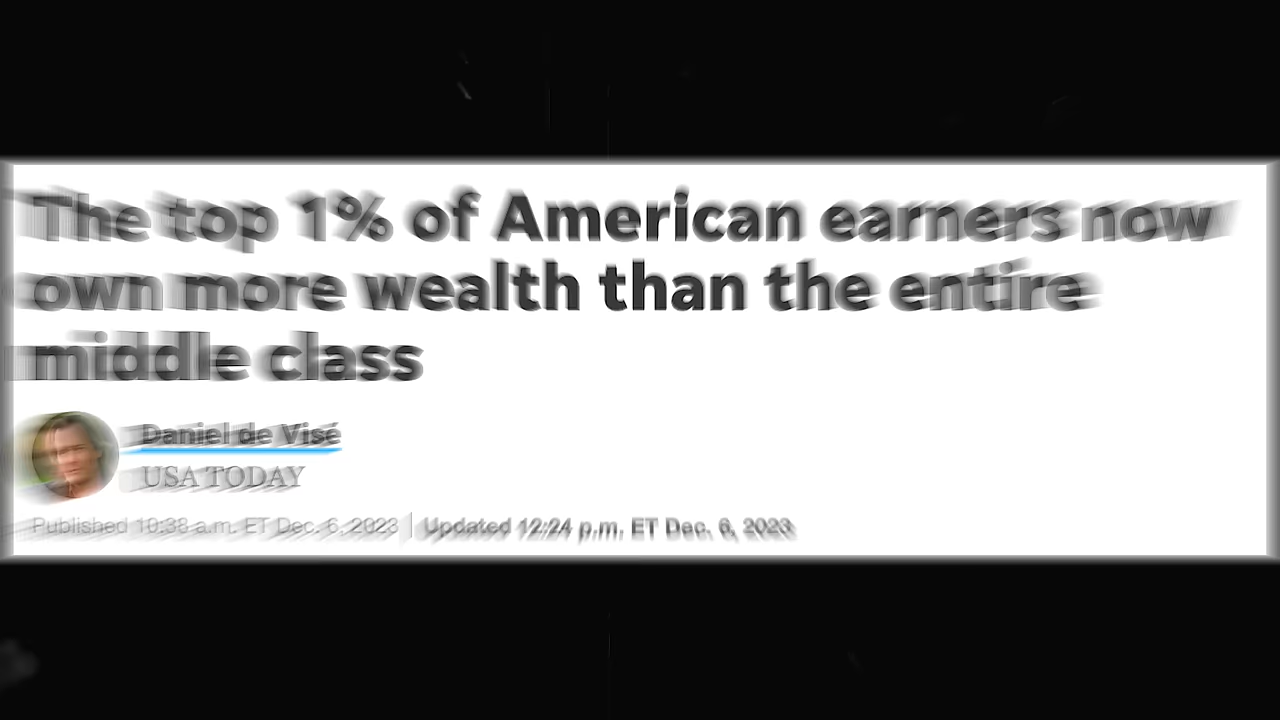 The top 1% of American earners now
own more wealth than the entire
middle class
Daniel de Visé
USA TODAY
Published 10:38 a.m. ET Dec. 6, 2023 | Updated 12:24 p.m. ET Dec. 6, 2023